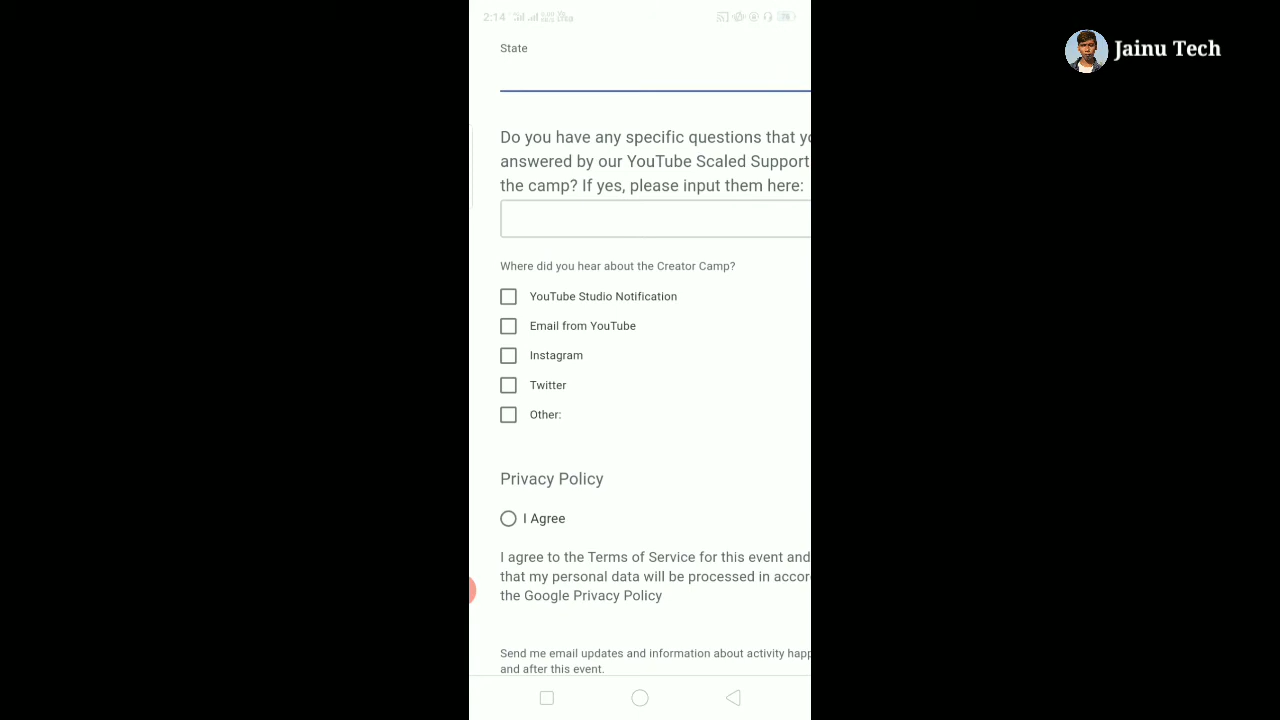 2:14
Jainu Tech
State
Do you have any specific questions that yo
answered by our YouTube Scaled Support
the camp? If yes, please input them here:
Where did you hear about the Creator Camp?
YouTube Studio Notification
Email from YouTube
Instagram
Twitter
Other:
Privacy Policy
I Agree
I agree to the Terms of Service for this event and
that my personal data will be processed in accor
the Google Privacy Policy
Send me email updates and information about activity happ
and after this event.